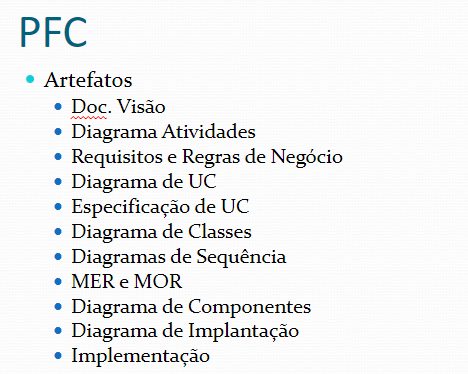 PFC
Artefatos
Doc. Visão
Diagrama Atividades
Requisitos e Regras de Negócio
Diagrama de UC
Especificação de UC
Diagrama de Classes
Diagramas de Sequência
MER e MOR
Diagrama de Componentes
Diagrama de Implantação
Implementação